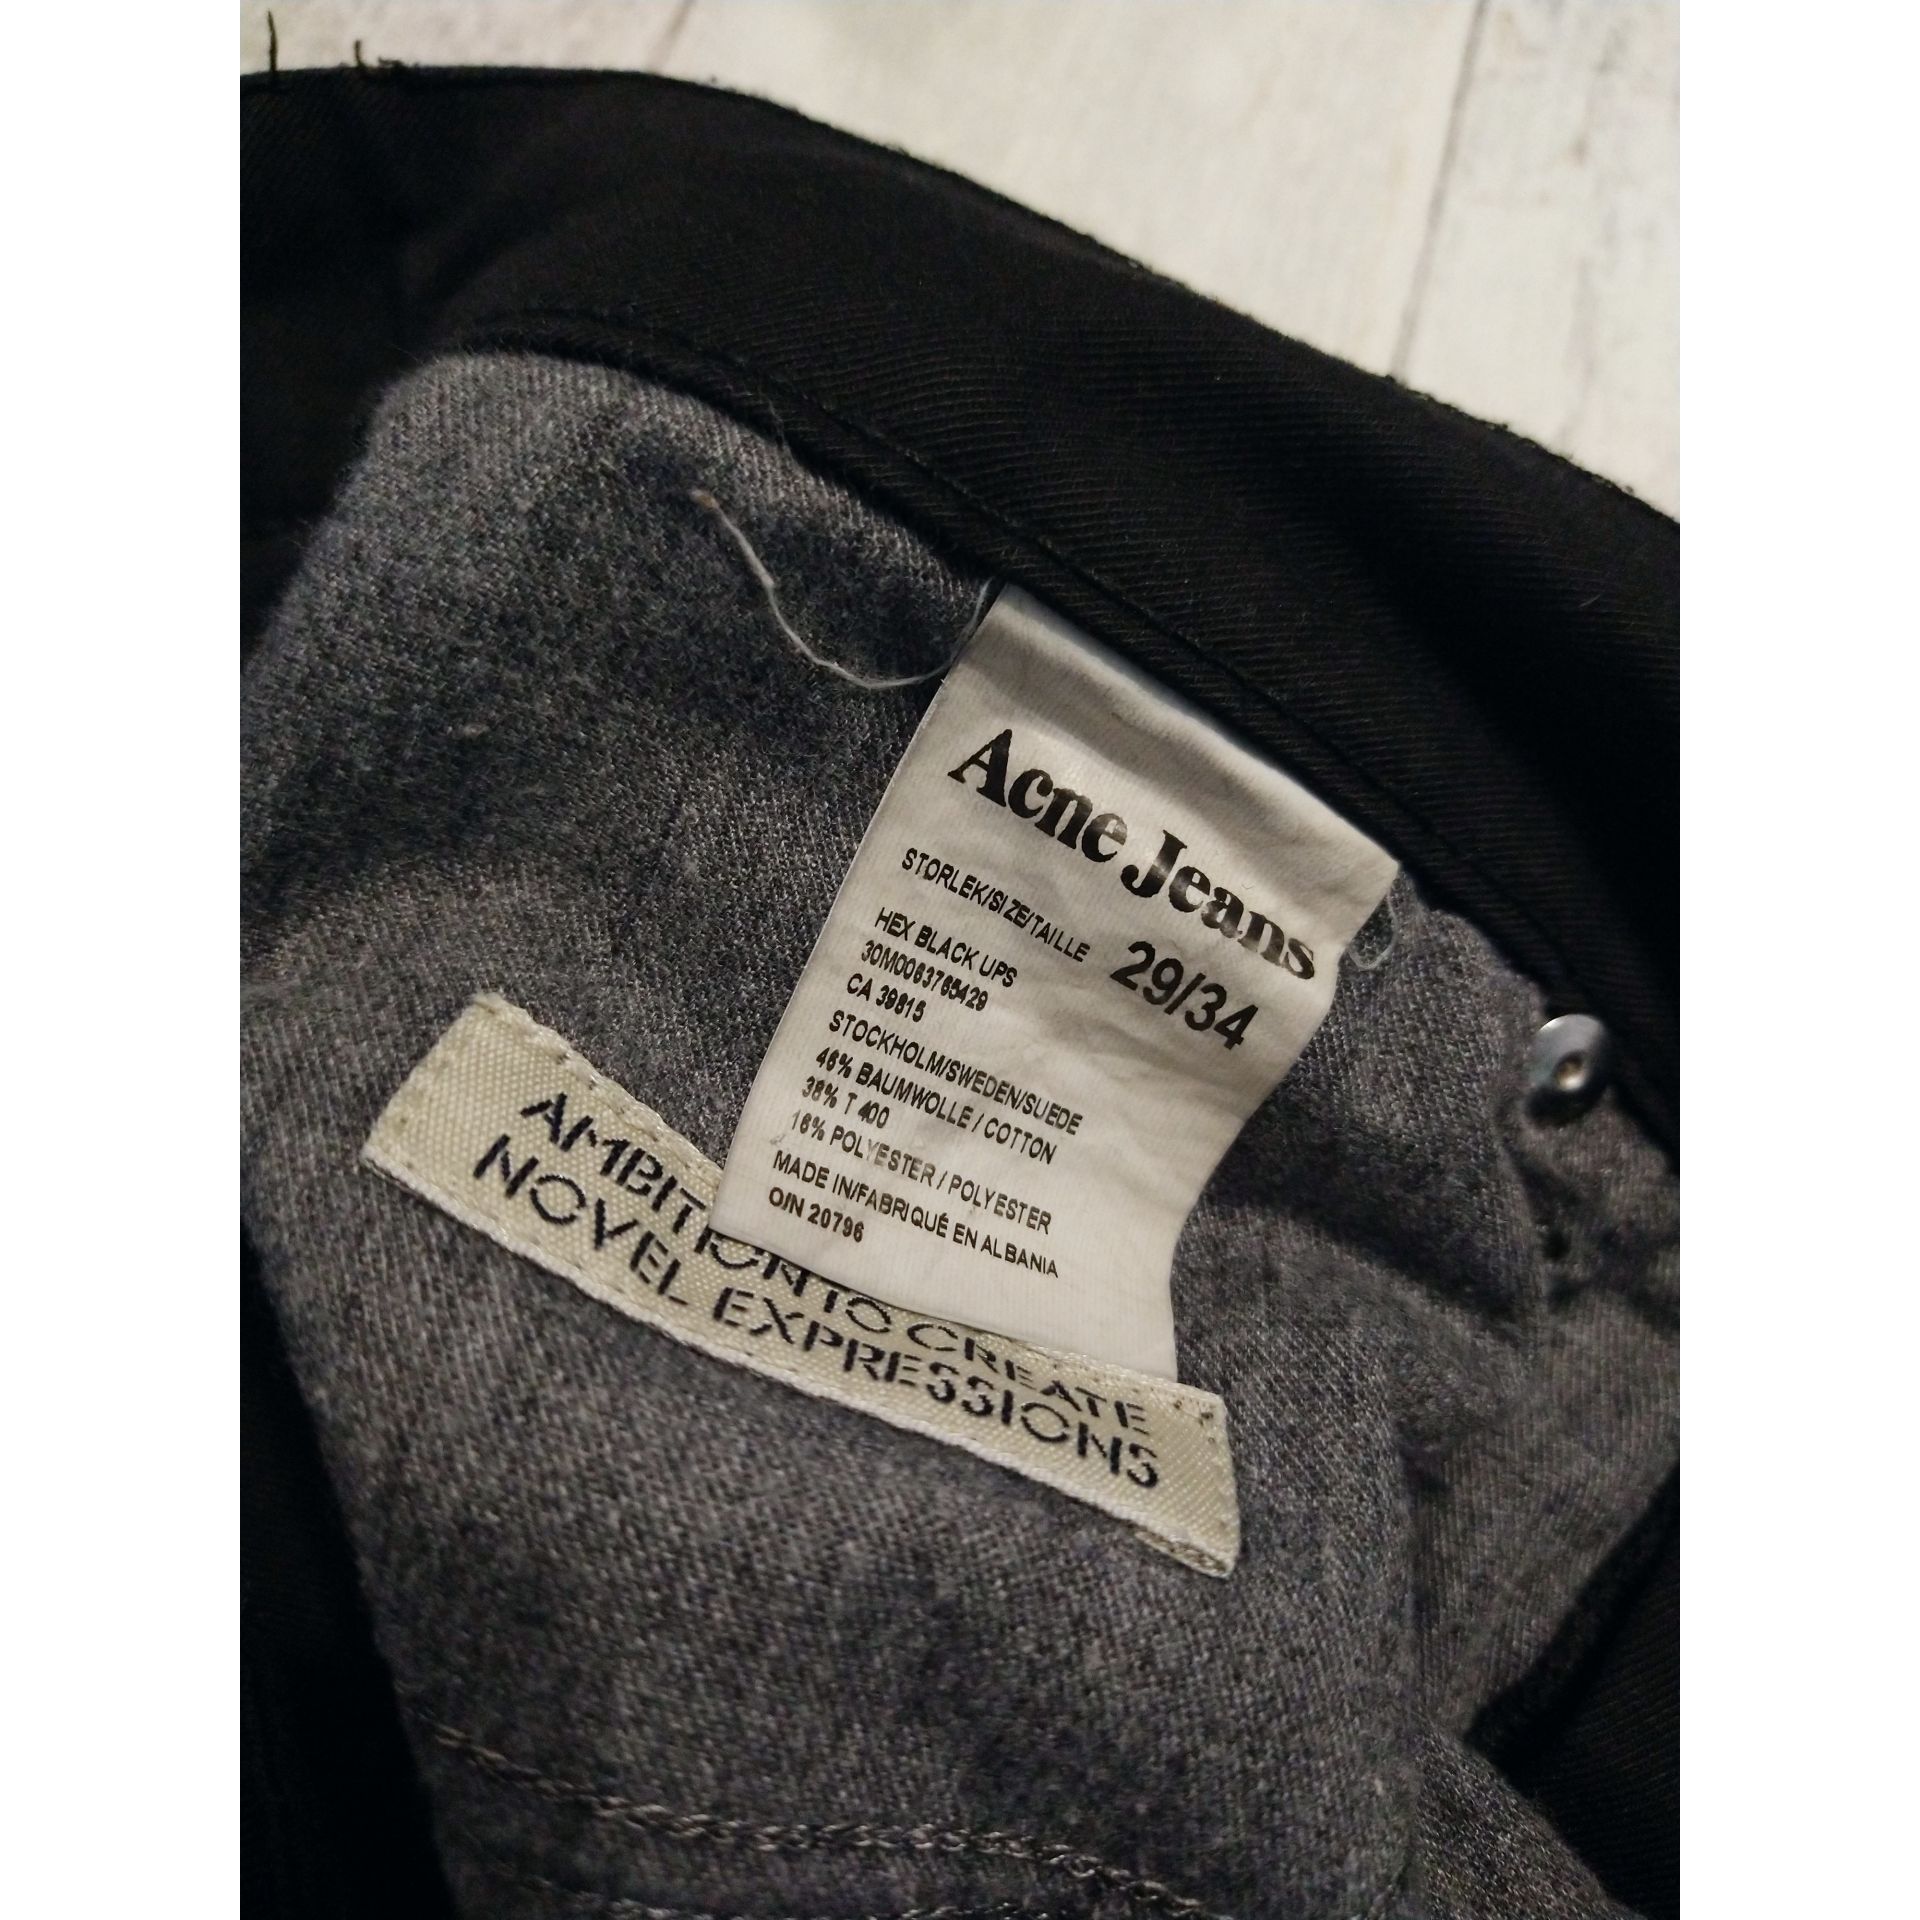 Acne Jeans
STORLEK/SIZE/TAILLE 29/34
HEX BLACK UPS
30M0063765429
CA 39815
STOCKHOLM/SWEDEN/SUEDE
46% BAUMWOLLE / COTTON
38% T 400
16% POLYESTER / POLYESTER
MADE IN/FABRIQUÉ EN ALBANIA
O/N 20796
AMBITION TO CREATE
NOVEL EXPRESSIONS